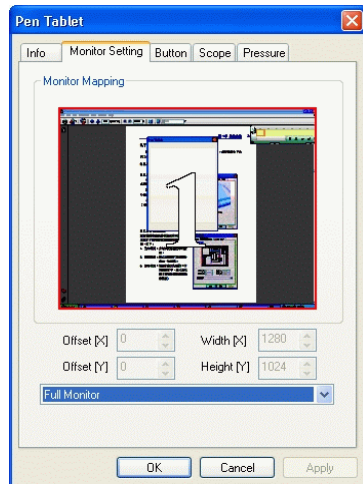 Pen Tablet
Info Monitor Setting Button Scope Pressure
Monitor Mapping
1
Offset [X] 0 Width [X] 1280
Offset [Y] 0 Height [Y] 1024
Full Monitor
OK Cancel Apply